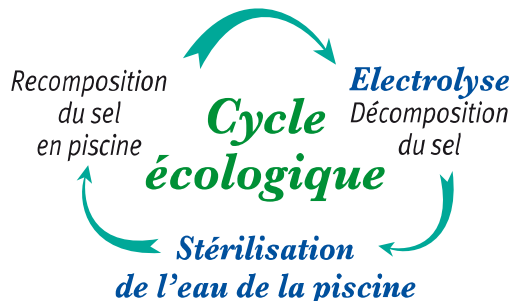 Recomposition
du sel
en piscine
Electrolyse
Décomposition
du sel
Cycle
écologique
Stérilisation
de l'eau de la piscine